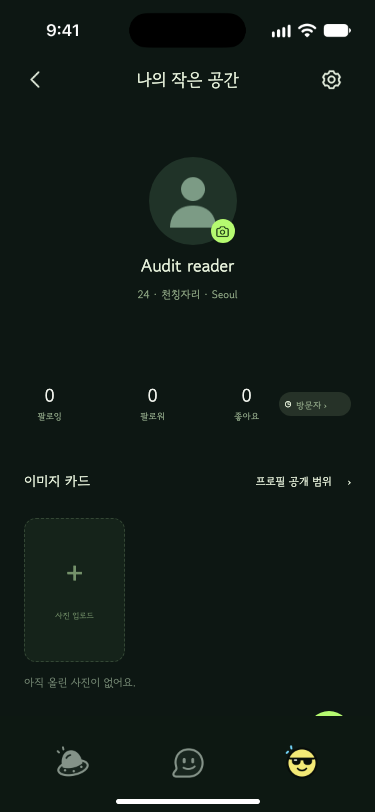 9:41
나의 작은 공간
Audit reader
24 · 천칭자리 · Seoul
0 0 0
팔로잉 팔로워 좋아요 방문자 ›
이미지 카드 프로필 공개 범위 ›
+
사진 업로드
아직 올린 사진이 없어요.